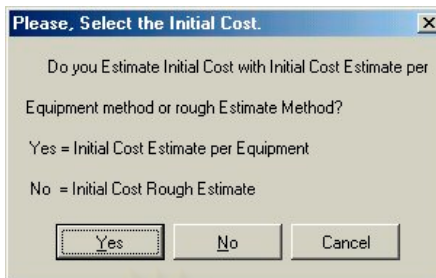 Please, Select the Initial Cost.
Do you Estimate Initial Cost with Initial Cost Estimate per
Equipment method or rough Estimate Method?
Yes = Initial Cost Estimate per Equipment
No = Initial Cost Rough Estimate
Yes No Cancel